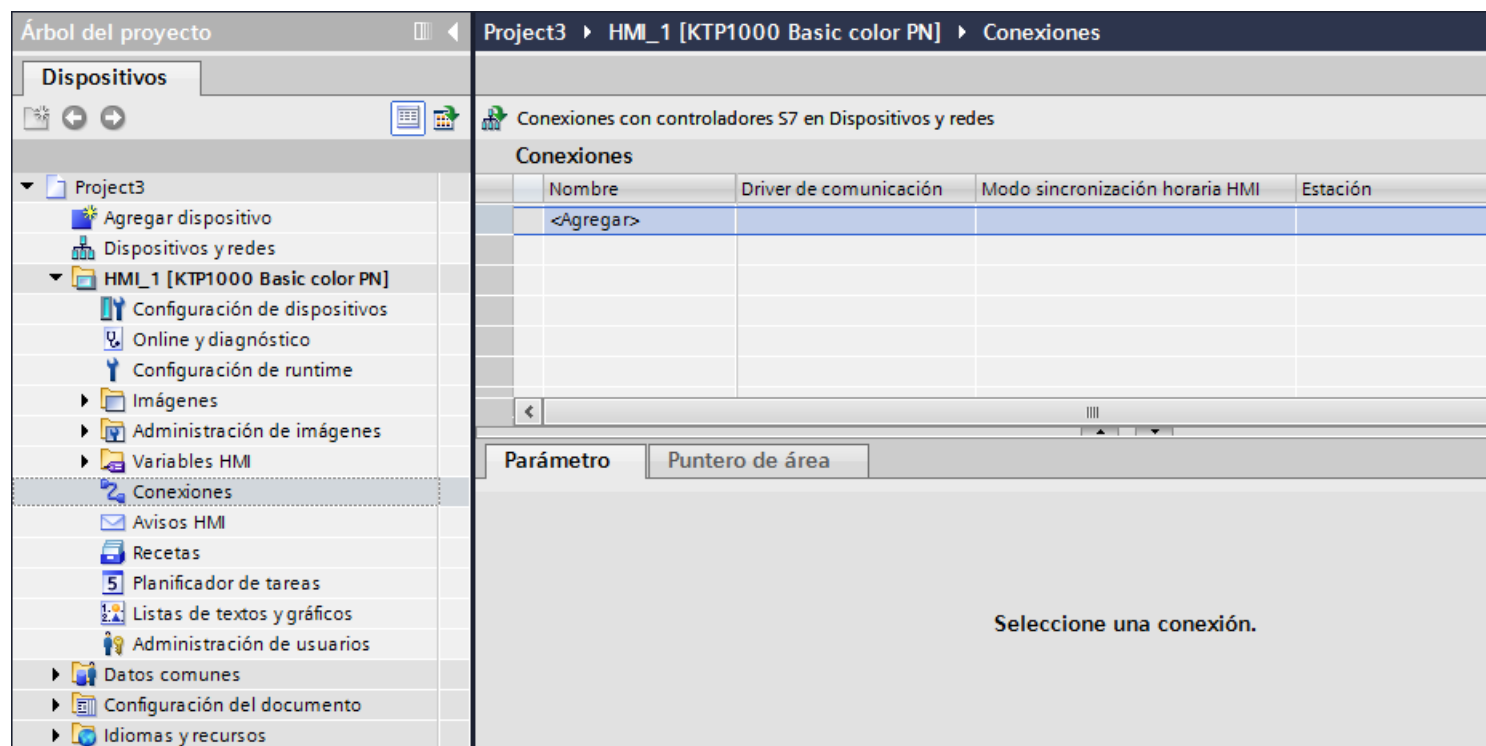 Árbol del proyecto
Dispositivos
Project3
Agregar dispositivo
Dispositivos y redes
HMI_1 [KTP1000 Basic color PN]
Configuración de dispositivos
Online y diagnóstico
Configuración de runtime
Imágenes
Administración de imágenes
Variables HMI
Conexiones
Avisos HMI
Recetas
5 Planificador de tareas
Listas de textos y gráficos
Administración de usuarios
Datos comunes
Configuración del documento
Idiomas y recursos
Project3 ▸ HMI_1 [KTP1000 Basic color PN] ▸ Conexiones
Conexiones con controladores S7 en Dispositivos y redes
Conexiones
Nombre Driver de comunicación Modo sincronización horaria HMI Estación
<Agregar>
Parámetro Puntero de área
Seleccione una conexión.